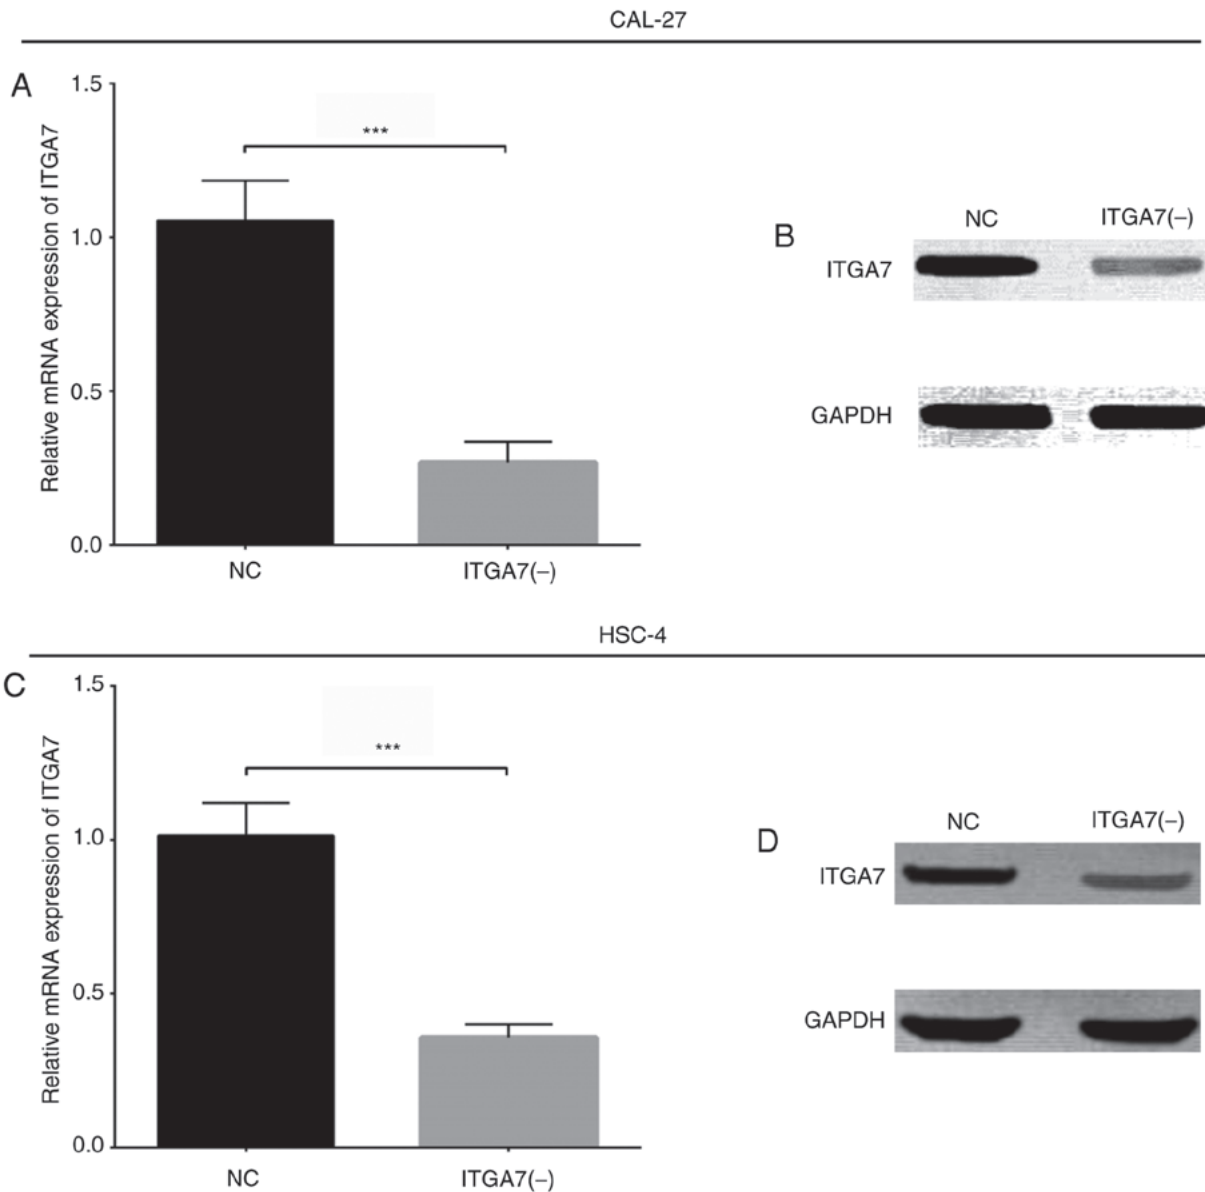 CAL-27
A
Relative mRNA expression of ITGA7
1.5
1.0
0.5
0.0
***
NC
ITGA7(–)
B
NC ITGA7(–)
ITGA7
GAPDH
HSC-4
C
Relative mRNA expression of ITGA7
1.5
1.0
0.5
0.0
***
NC
ITGA7(–)
D
NC ITGA7(–)
ITGA7
GAPDH